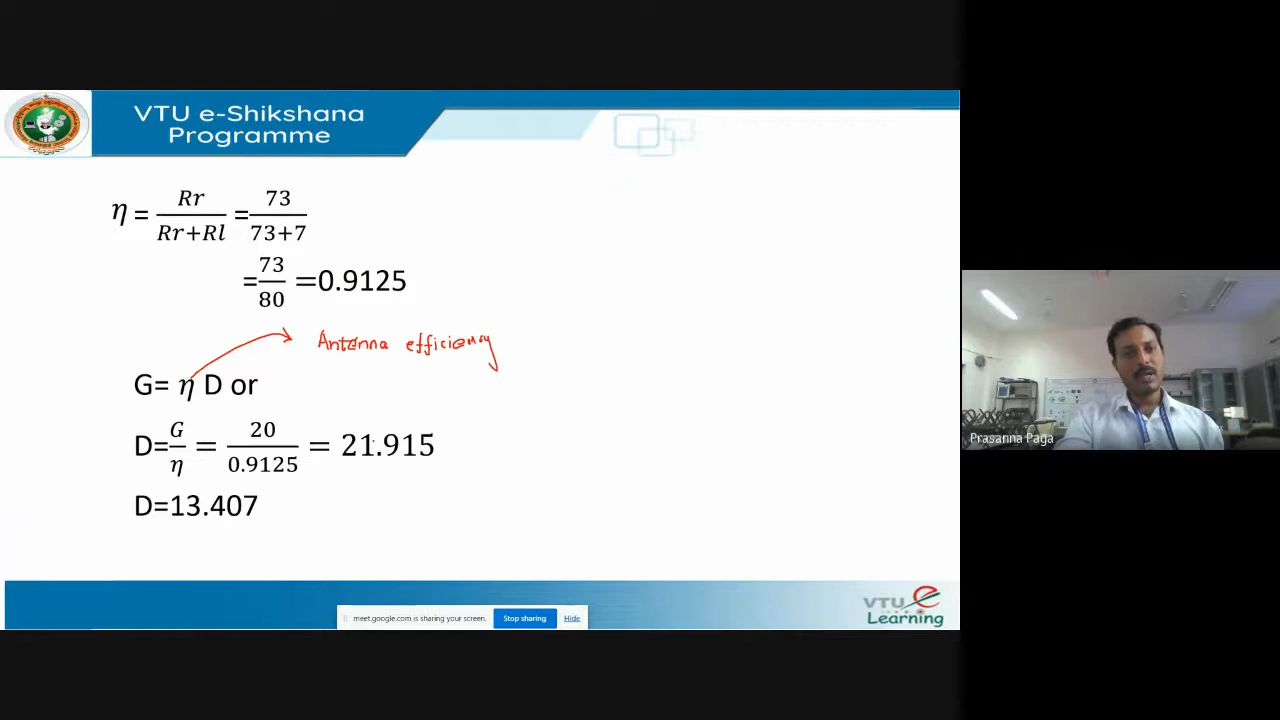 VTU e-Shikshana
Programme
η = Rr/(Rr+Rl) = 73/(73+7)
= 73/80 = 0.9125
Antenna efficiency
G= η D or
D= G/η = 20/0.9125 = 21.915
D=13.407
Prasanna Paga
VTU e
Learning
meet.google.com is sharing your screen. Stop sharing Hide